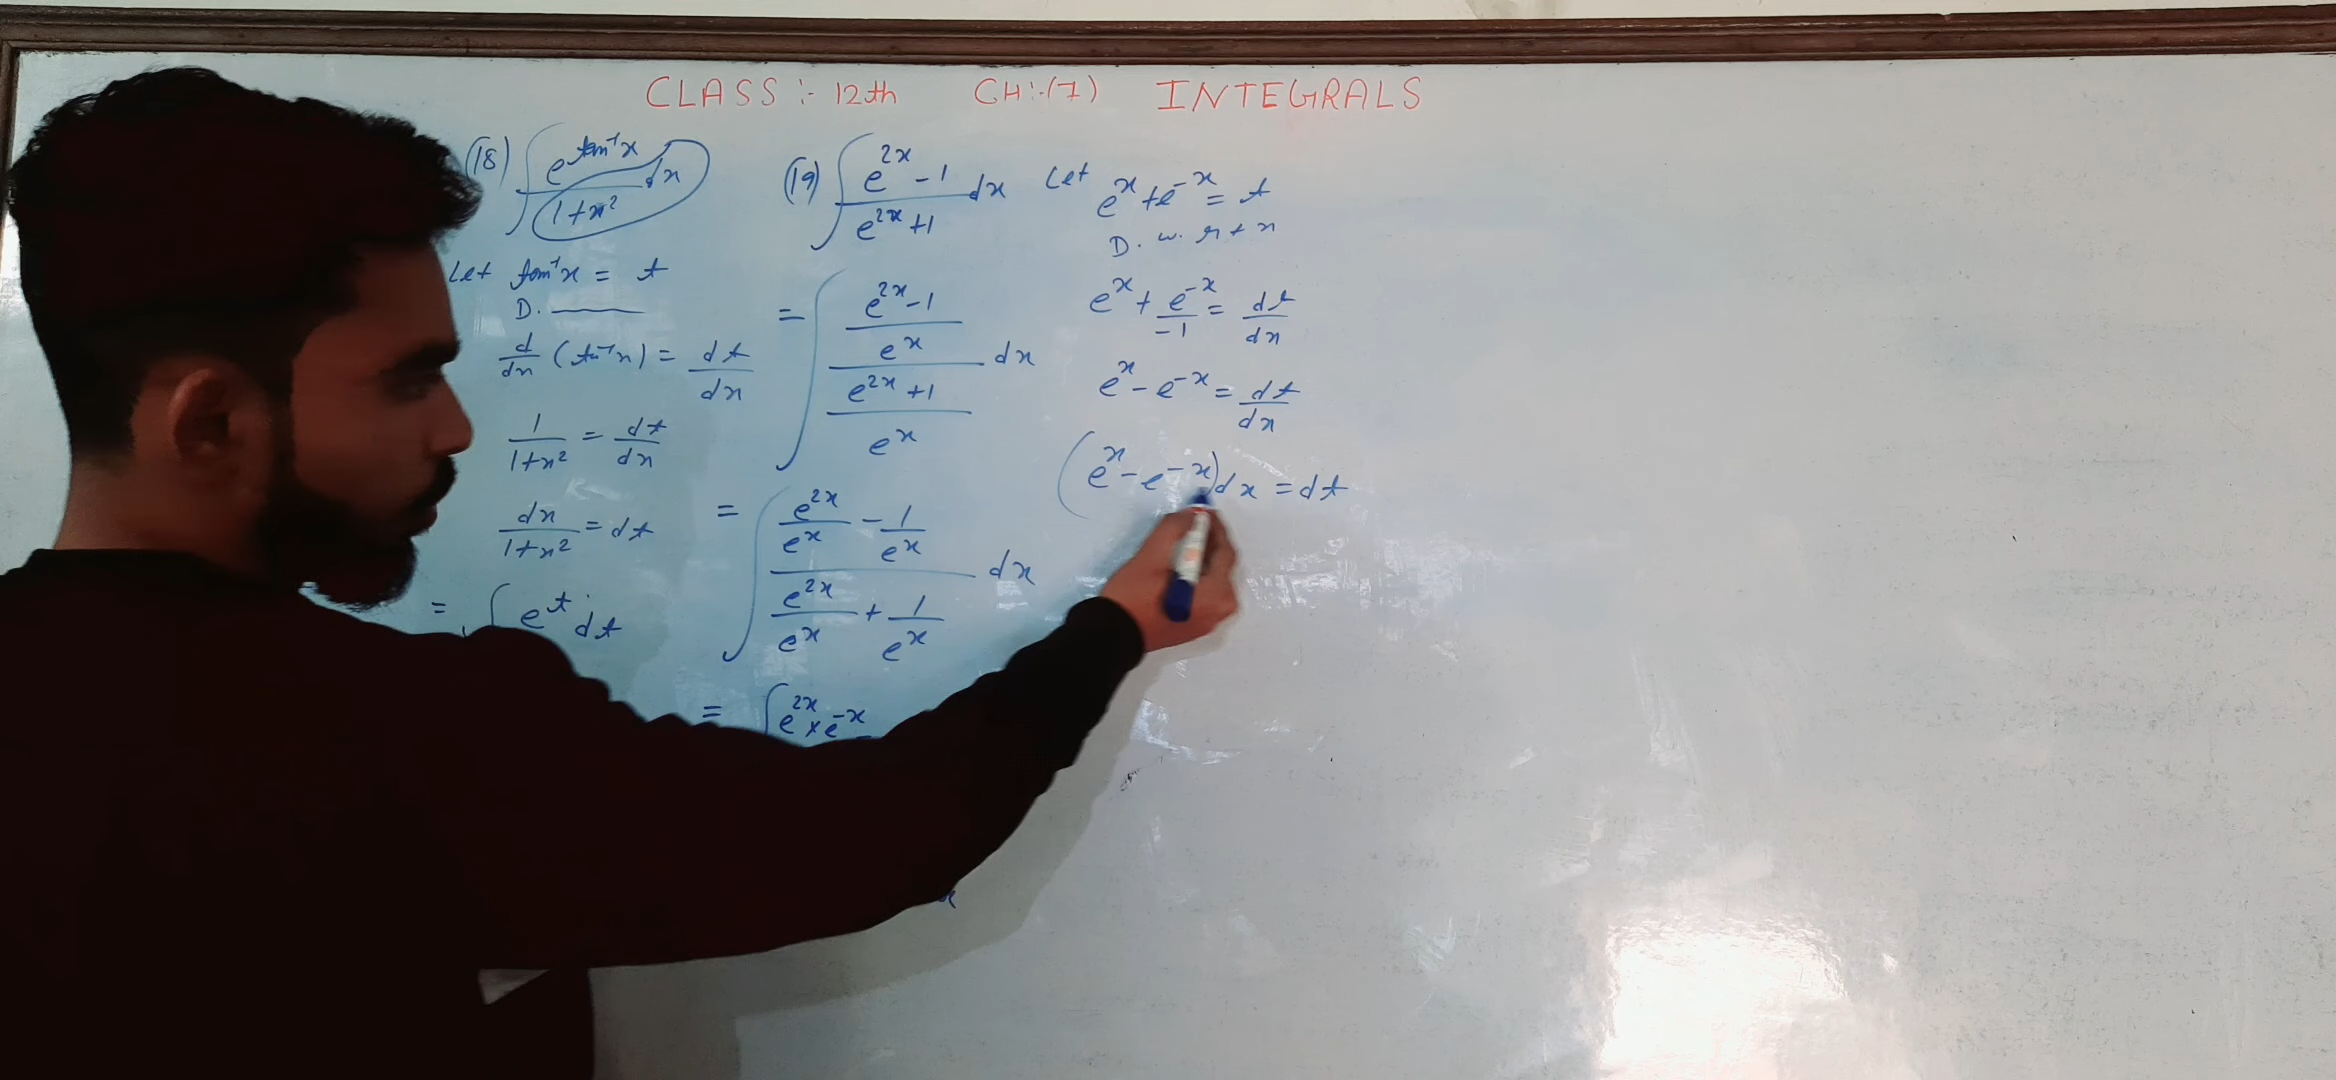 CLASS :- 12th CH:-(7) INTEGRALS
(18) ∫ e^(tan⁻¹x) / (1+x²) dx
Let tan⁻¹x = t
D. ———
d/dx (tan⁻¹x) = dt/dx
1/(1+x²) = dt/dx
dx/(1+x²) = dt
= ∫ e^t dt
(19) ∫ (e^(2x) - 1) / (e^(2x) + 1) dx
= ∫ ((e^(2x) - 1)/e^x) / ((e^(2x) + 1)/e^x) dx
= ∫ (e^(2x)/e^x - 1/e^x) / (e^(2x)/e^x + 1/e^x) dx
= ∫ e^(2x) × e^(-x)
Let e^x + e^(-x) = t
D. w. r t x
e^x + e^(-x)/-1 = dt/dx
e^x - e^(-x) = dt/dx
(e^x - e^(-x)) dx = dt